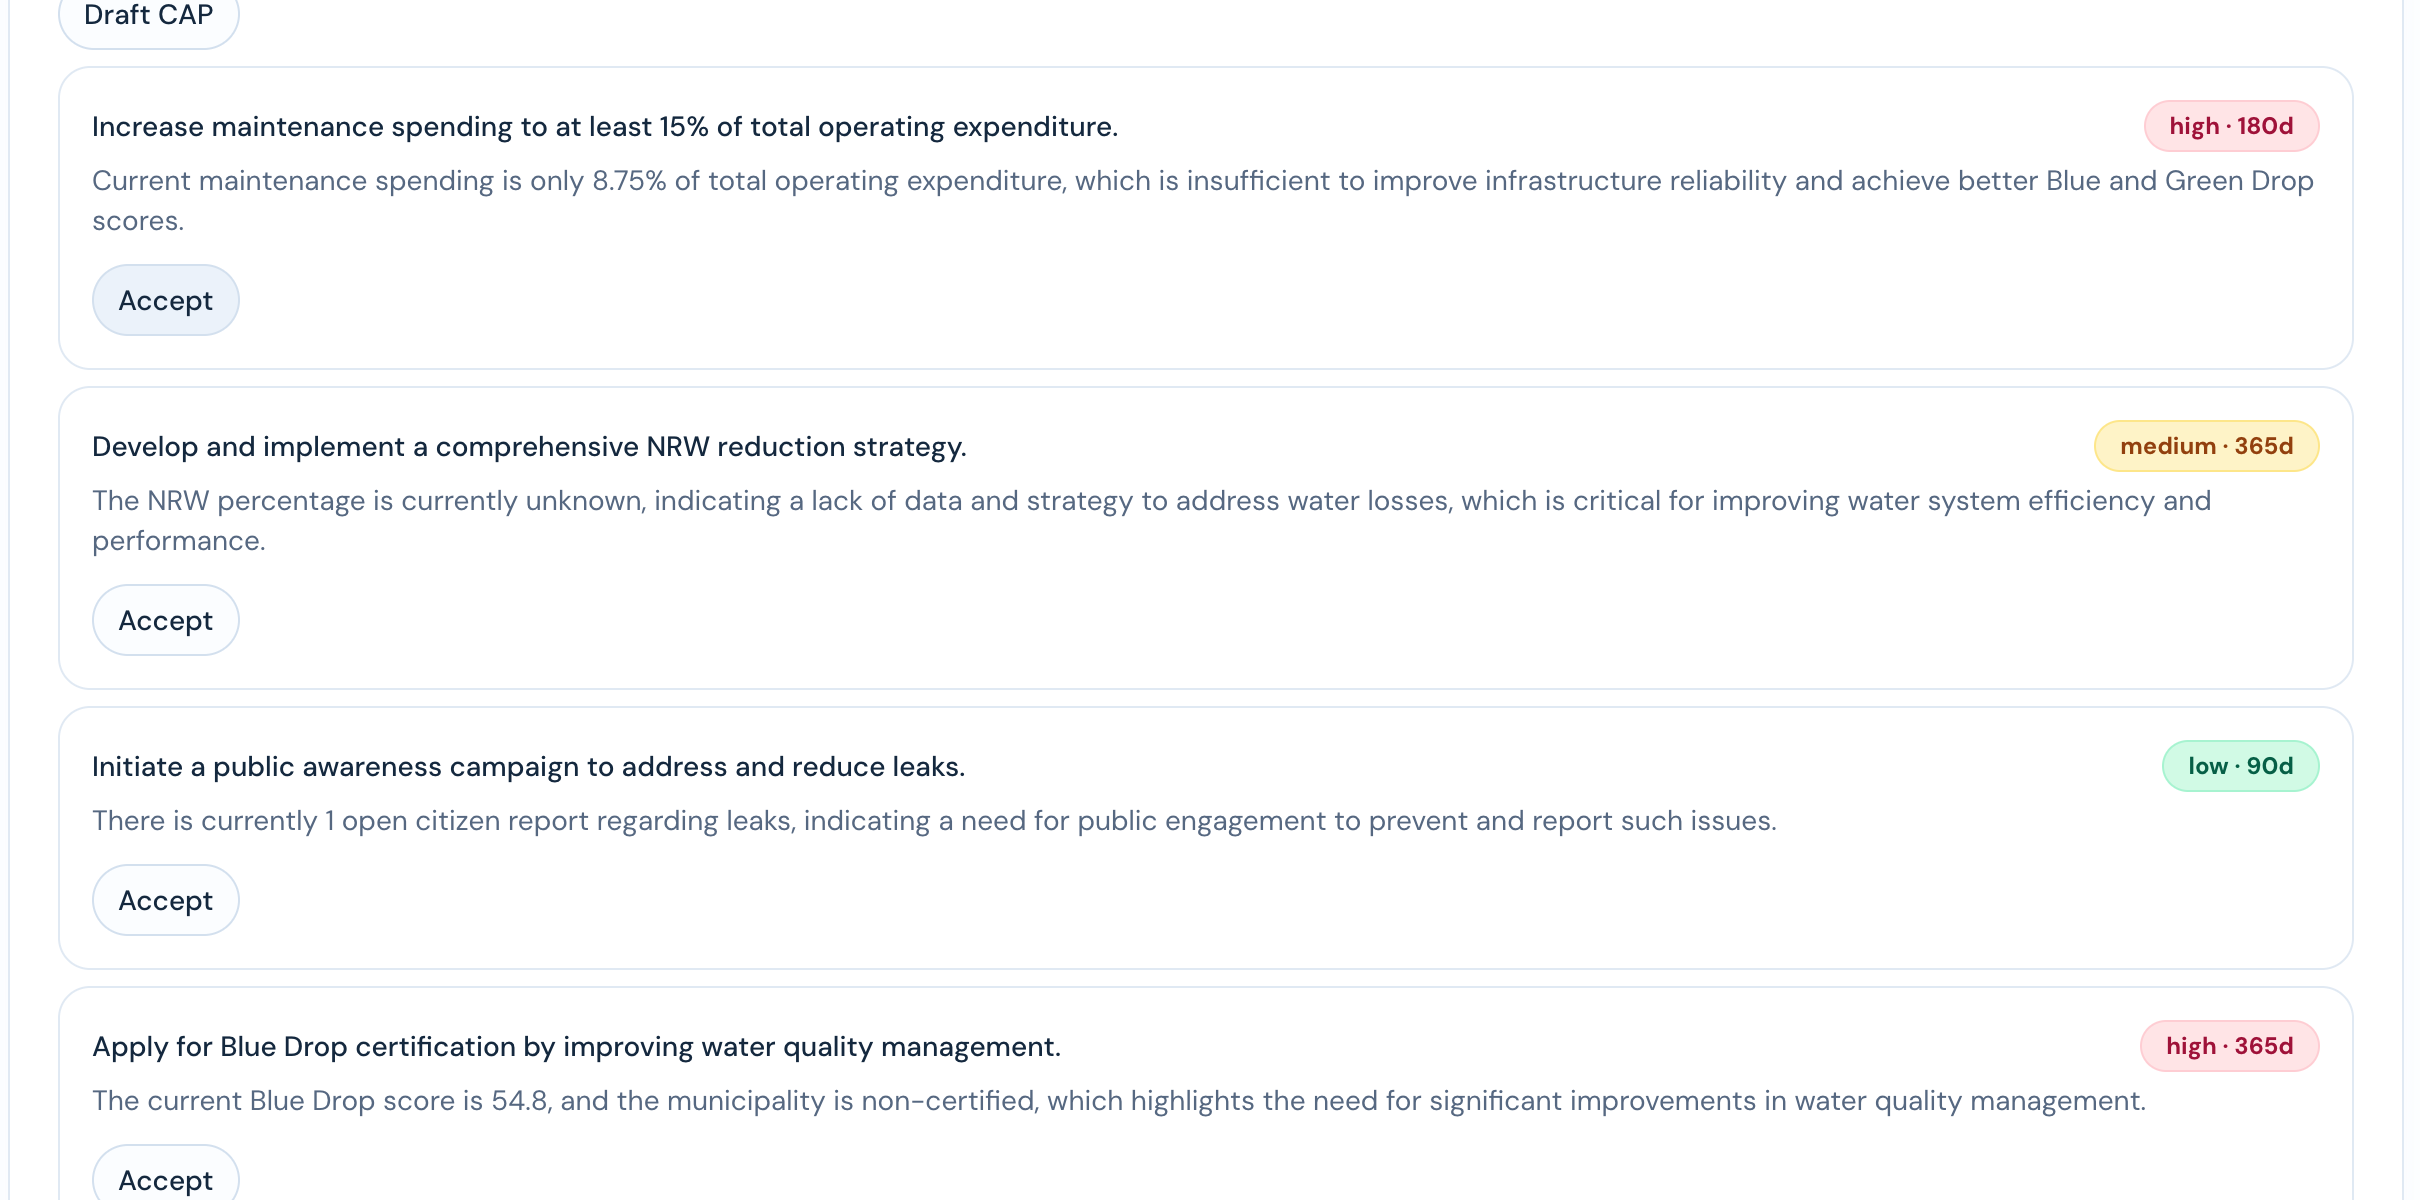 Draft CAP
Increase maintenance spending to at least 15% of total operating expenditure.
high · 180d
Current maintenance spending is only 8.75% of total operating expenditure, which is insufficient to improve infrastructure reliability and achieve better Blue and Green Drop
scores.
Accept
Develop and implement a comprehensive NRW reduction strategy.
medium · 365d
The NRW percentage is currently unknown, indicating a lack of data and strategy to address water losses, which is critical for improving water system efficiency and
performance.
Accept
Initiate a public awareness campaign to address and reduce leaks.
low · 90d
There is currently 1 open citizen report regarding leaks, indicating a need for public engagement to prevent and report such issues.
Accept
Apply for Blue Drop certification by improving water quality management.
high · 365d
The current Blue Drop score is 54.8, and the municipality is non-certified, which highlights the need for significant improvements in water quality management.
Accept